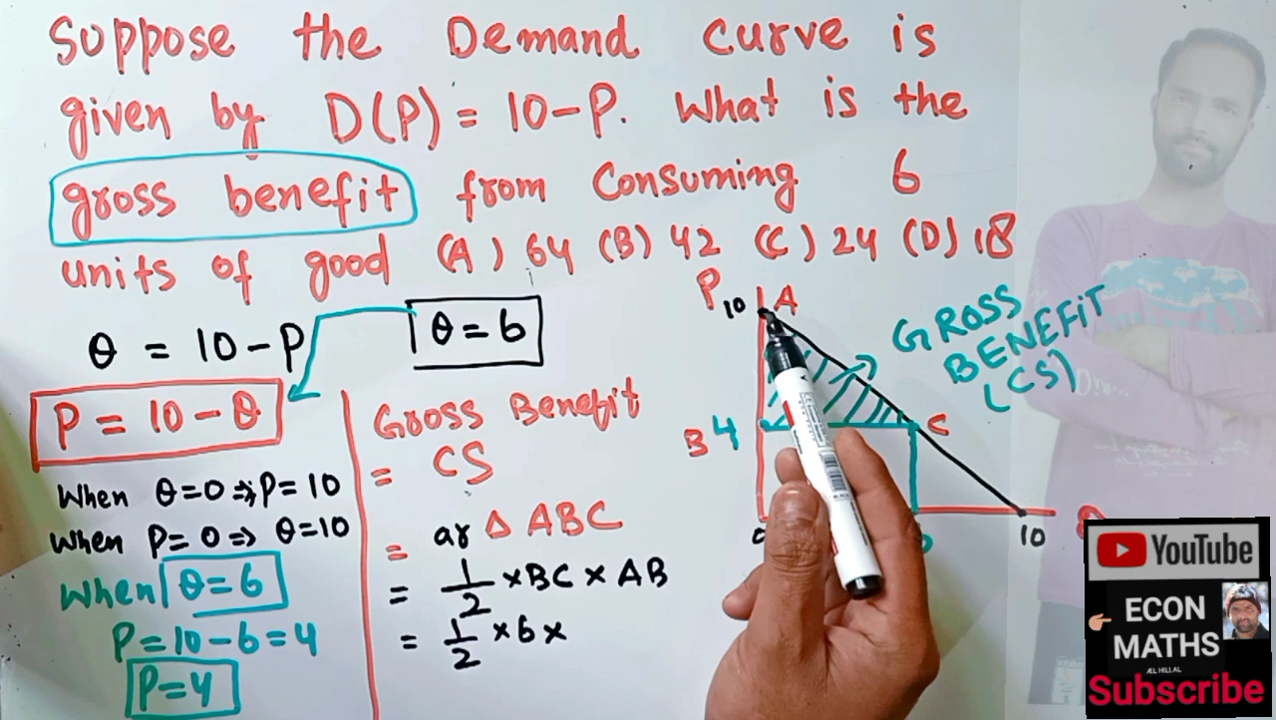 Suppose the Demand curve is
given by D(P) = 10-P. What is the
gross benefit from Consuming 6
units of good (A) 64 (B) 42 (C) 24 (D) 18
θ = 10-P
θ = 6
P = 10 - θ
When θ=0 ⇒ P= 10
When P= 0 ⇒ θ=10
When θ=6
P= 10-6=4
P=4
Gross Benefit
= CS
= ar Δ ABC
= 1/2 × BC × AB
= 1/2 × 6 ×
P
10 A
GROSS
BENEFIT
(CS)
B 4 C
10
YouTube
ECON
MATHS
ALL HILLAL
Subscribe